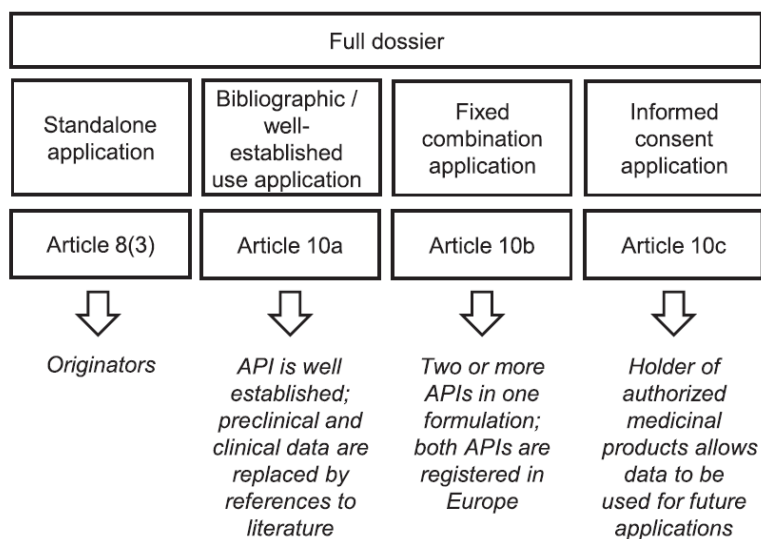 Full dossier
Standalone
application
Bibliographic /
well-
established
use application
Fixed
combination
application
Informed
consent
application
Article 8(3)
Article 10a
Article 10b
Article 10c
Originators
API is well
established;
preclinical and
clinical data are
replaced by
references to
literature
Two or more
APIs in one
formulation;
both APIs are
registered in
Europe
Holder of
authorized
medicinal
products allows
data to be
used for future
applications